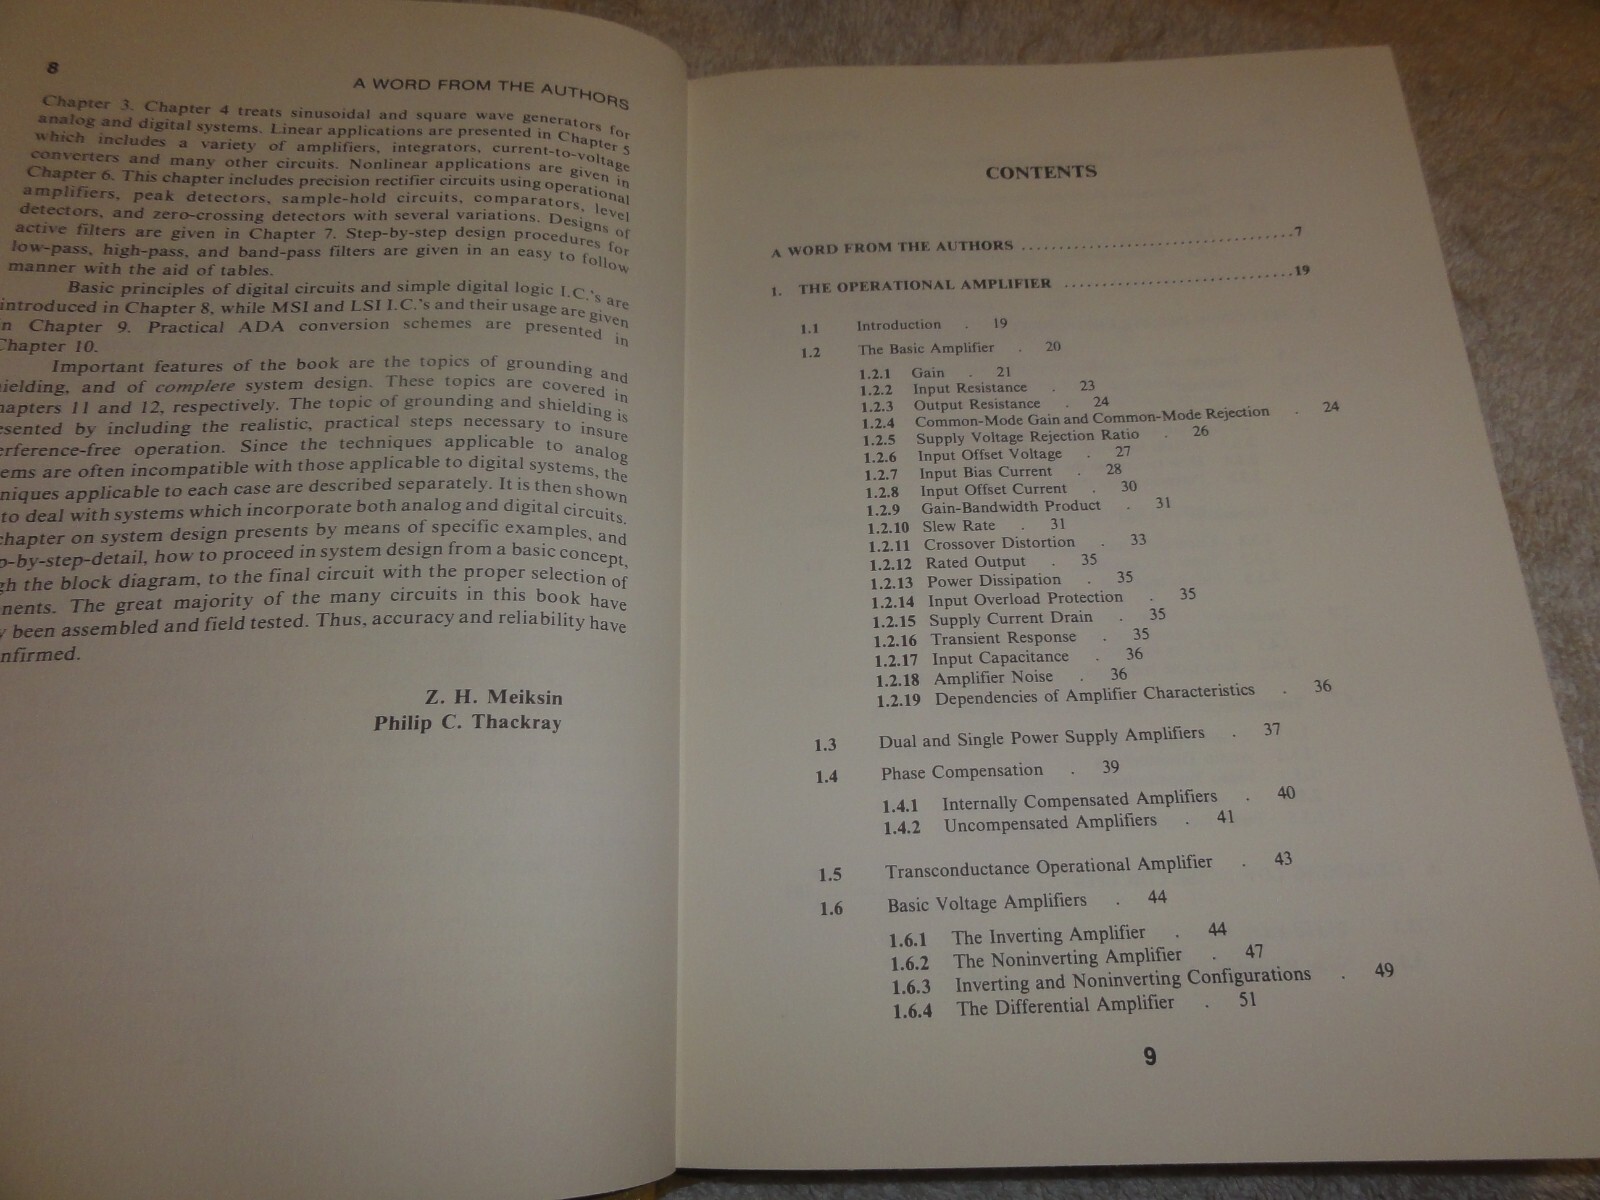 8
A WORD FROM THE AUTHORS
Chapter 3. Chapter 4 treats sinusoidal and square wave generators for
analog and digital systems. Linear applications are presented in Chapter 5
which includes a variety of amplifiers, integrators, current-to-voltage
converters and many other circuits. Nonlinear applications are given in
Chapter 6. This chapter includes precision rectifier circuits using operational
amplifiers, peak detectors, sample-hold circuits, comparators, level
detectors, and zero-crossing detectors with several variations. Designs of
active filters are given in Chapter 7. Step-by-step design procedures for
low-pass, high-pass, and band-pass filters are given in an easy to follow
manner with the aid of tables.
Basic principles of digital circuits and simple digital logic I.C.'s are
introduced in Chapter 8, while MSI and LSI I.C.'s and their usage are given
n Chapter 9. Practical ADA conversion schemes are presented in
Chapter 10.
Important features of the book are the topics of grounding and
ielding, and of complete system design. These topics are covered in
hapters 11 and 12, respectively. The topic of grounding and shielding is
esented by including the realistic, practical steps necessary to insure
erference-free operation. Since the techniques applicable to analog
ems are often incompatible with those applicable to digital systems, the
niques applicable to each case are described separately. It is then shown
to deal with systems which incorporate both analog and digital circuits.
chapter on system design presents by means of specific examples, and
p-by-step-detail, how to proceed in system design from a basic concept,
gh the block diagram, to the final circuit with the proper selection of
nents. The great majority of the many circuits in this book have
y been assembled and field tested. Thus, accuracy and reliability have
nfirmed.
Z. H. Meiksin
Philip C. Thackray
CONTENTS
A WORD FROM THE AUTHORS ................................7
1. THE OPERATIONAL AMPLIFIER ...........................19
1.1 Introduction . 19
1.2 The Basic Amplifier . 20
1.2.1 Gain . 21
1.2.2 Input Resistance . 23
1.2.3 Output Resistance . 24
1.2.4 Common-Mode Gain and Common-Mode Rejection . 24
1.2.5 Supply Voltage Rejection Ratio . 26
1.2.6 Input Offset Voltage . 27
1.2.7 Input Bias Current . 28
1.2.8 Input Offset Current . 30
1.2.9 Gain-Bandwidth Product . 31
1.2.10 Slew Rate . 31
1.2.11 Crossover Distortion . 33
1.2.12 Rated Output . 35
1.2.13 Power Dissipation . 35
1.2.14 Input Overload Protection . 35
1.2.15 Supply Current Drain . 35
1.2.16 Transient Response . 35
1.2.17 Input Capacitance . 36
1.2.18 Amplifier Noise . 36
1.2.19 Dependencies of Amplifier Characteristics . 36
1.3 Dual and Single Power Supply Amplifiers . 37
1.4 Phase Compensation . 39
1.4.1 Internally Compensated Amplifiers . 40
1.4.2 Uncompensated Amplifiers . 41
1.5 Transconductance Operational Amplifier . 43
1.6 Basic Voltage Amplifiers . 44
1.6.1 The Inverting Amplifier . 44
1.6.2 The Noninverting Amplifier . 47
1.6.3 Inverting and Noninverting Configurations . 49
1.6.4 The Differential Amplifier . 51
9